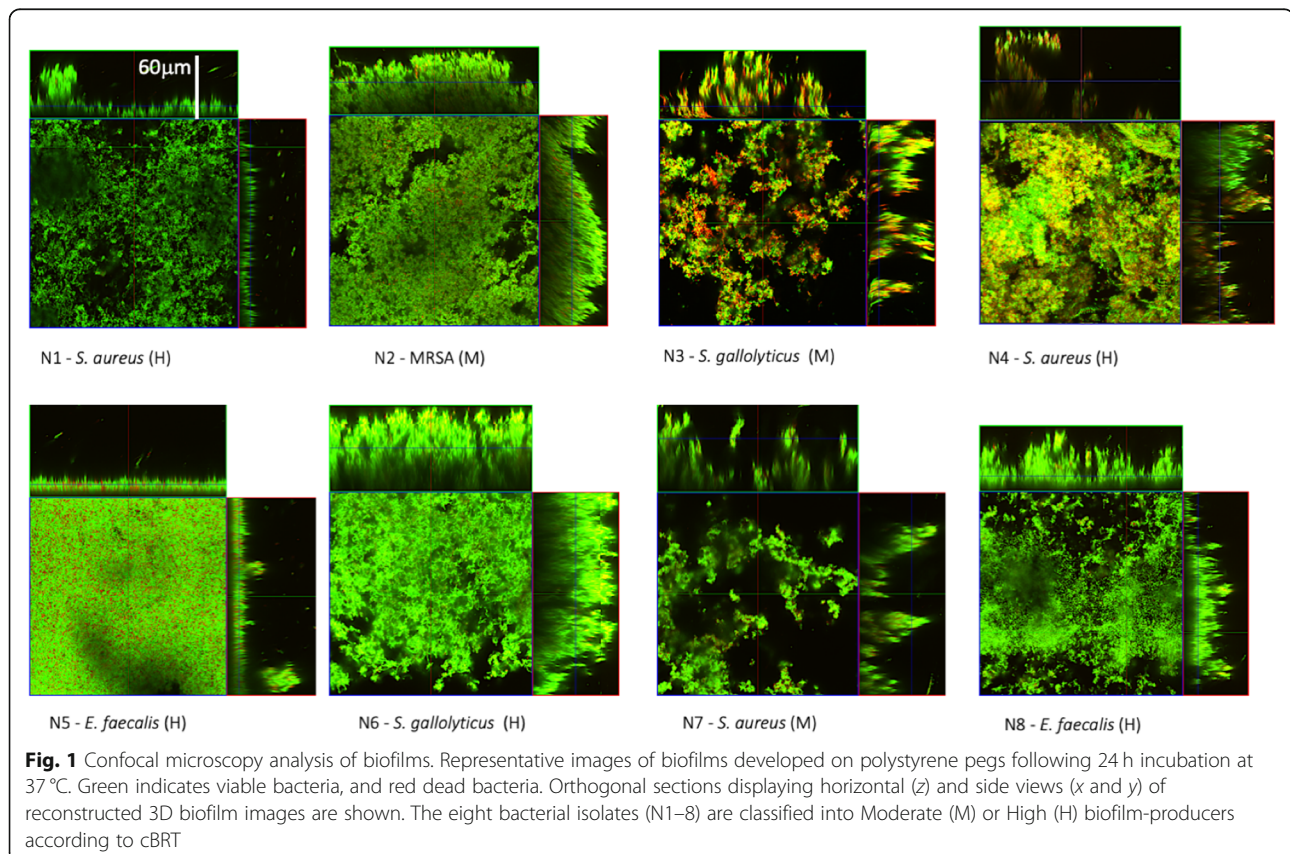 60µm
N1 - S. aureus (H)
N2 - MRSA (M)
N3 - S. gallolyticus (M)
N4 - S. aureus (H)
N5 - E. faecalis (H)
N6 - S. gallolyticus (H)
N7 - S. aureus (M)
N8 - E. faecalis (H)
Fig. 1 Confocal microscopy analysis of biofilms. Representative images of biofilms developed on polystyrene pegs following 24 h incubation at
37 °C. Green indicates viable bacteria, and red dead bacteria. Orthogonal sections displaying horizontal (z) and side views (x and y) of
reconstructed 3D biofilm images are shown. The eight bacterial isolates (N1–8) are classified into Moderate (M) or High (H) biofilm-producers
according to cBRT